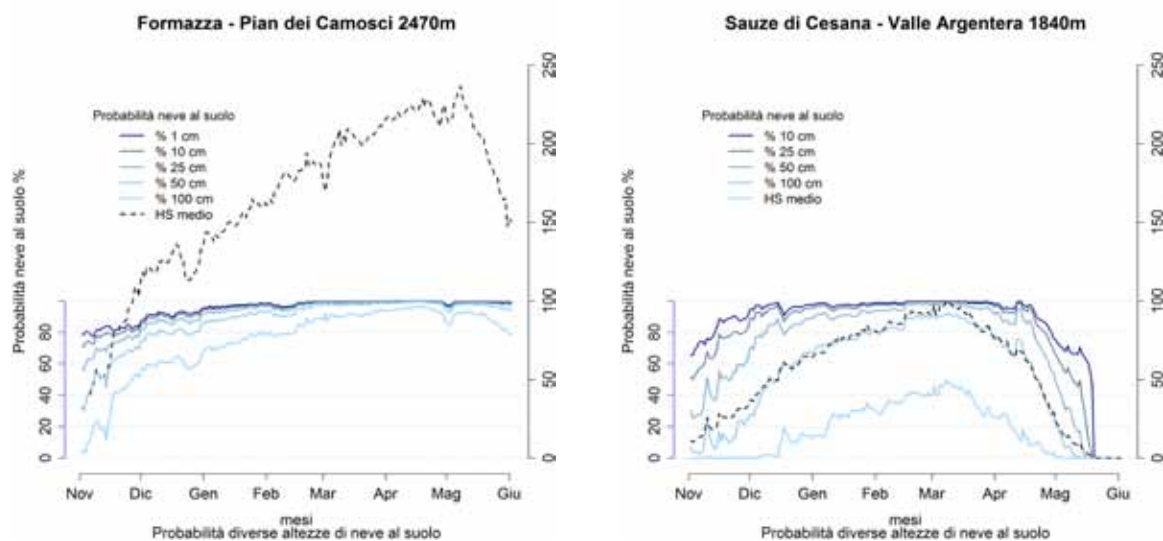 Formazza - Pian dei Camosci 2470m
Probabilità neve al suolo
% 1 cm
% 10 cm
% 25 cm
% 50 cm
% 100 cm
HS medio
Probabilità neve al suolo %
0 20 40 60 80
0 50 100 150 200 250
Nov Dic Gen Feb Mar Apr Mag Giu
mesi
Probabilità diverse altezze di neve al suolo
Sauze di Cesana - Valle Argentera 1840m
Probabilità neve al suolo
% 10 cm
% 25 cm
% 50 cm
% 100 cm
HS medio
Probabilità neve al suolo %
0 20 40 60 80
0 50 100 150 200 250
Nov Dic Gen Feb Mar Apr Mag Giu
mesi
Probabilità diverse altezze di neve al suolo